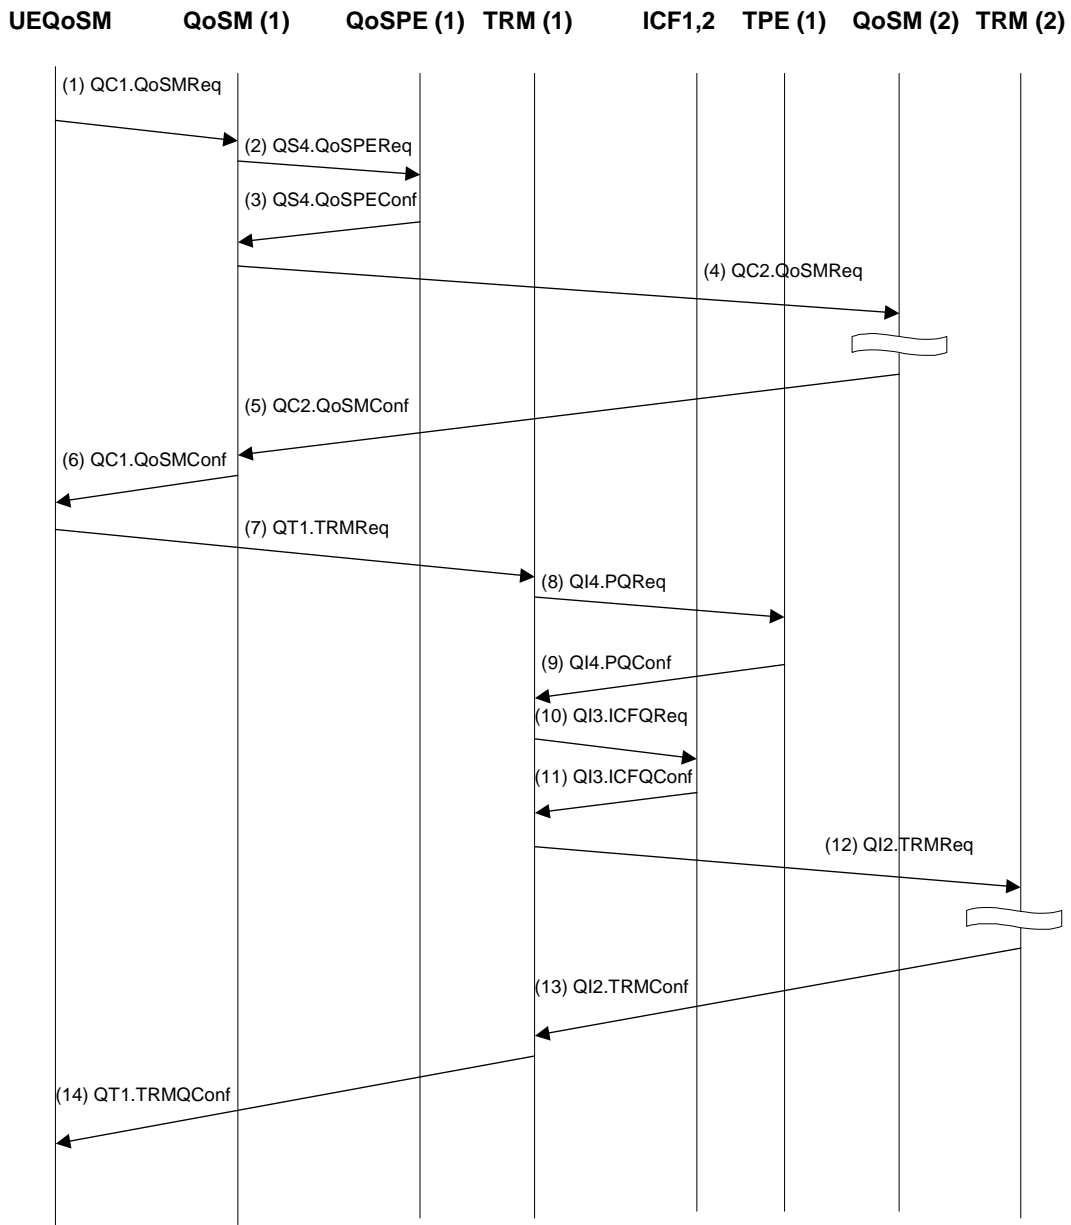 UEQoSM QoSM (1) QoSPE (1) TRM (1) ICF1,2 TPE (1) QoSM (2) TRM (2)
(1) QC1.QoSMReq
(2) QS4.QoSPEReq
(3) QS4.QoSPEConf
(4) QC2.QoSMReq
(5) QC2.QoSMConf
(6) QC1.QoSMConf
(7) QT1.TRMReq
(8) QI4.PQReq
(9) QI4.PQConf
(10) QI3.ICFQReq
(11) QI3.ICFQConf
(12) QI2.TRMReq
(13) QI2.TRMConf
(14) QT1.TRMQConf